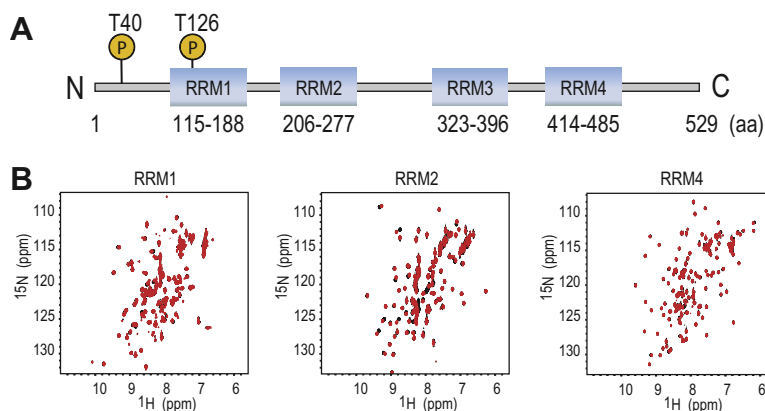 A
T40 T126
P P
N RRM1 RRM2 RRM3 RRM4 C
1 115-188 206-277 323-396 414-485 529 (aa)
B
RRM1 RRM2 RRM4
110 110 110
115 115 115
120 120 120
125 125 125
130 130 130
15N (ppm) 15N (ppm) 15N (ppm)
10 9 8 7 6 10 9 8 7 6 10 9 8 7 6
1H (ppm) 1H (ppm) 1H (ppm)